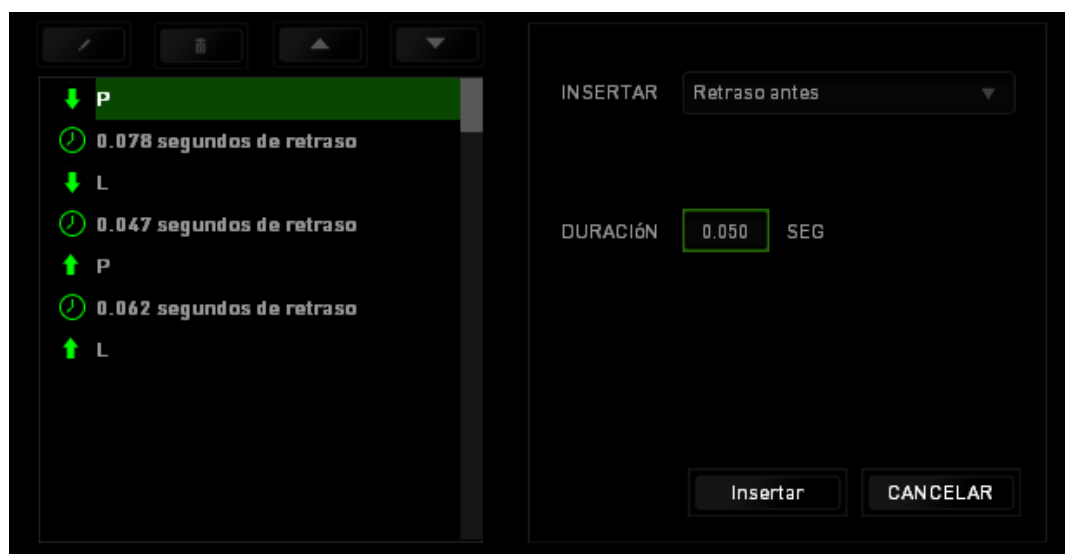 P
0.078 segundos de retraso
L
0.047 segundos de retraso
P
0.062 segundos de retraso
L
INSERTAR Retraso antes
DURACIóN 0.050 SEG
Insertar CANCELAR